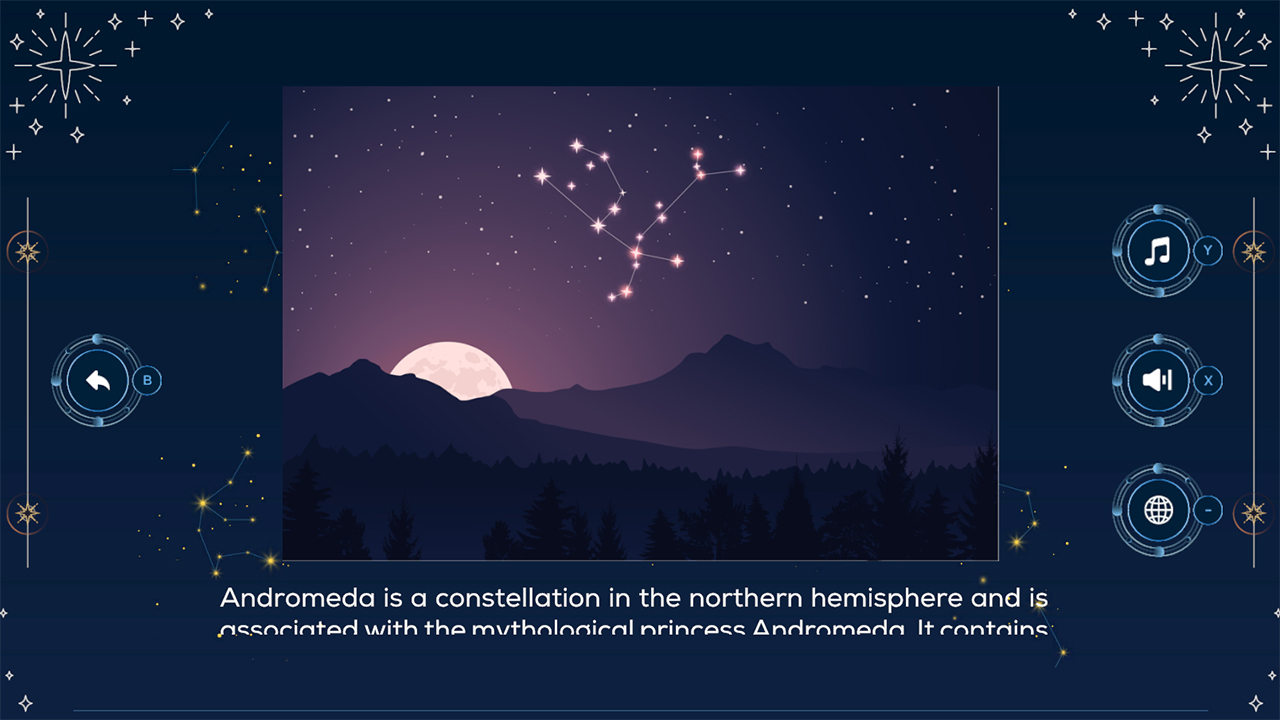 Y
B
X
-
Andromeda is a constellation in the northern hemisphere and is
associated with the mythological princess Andromeda. It contains